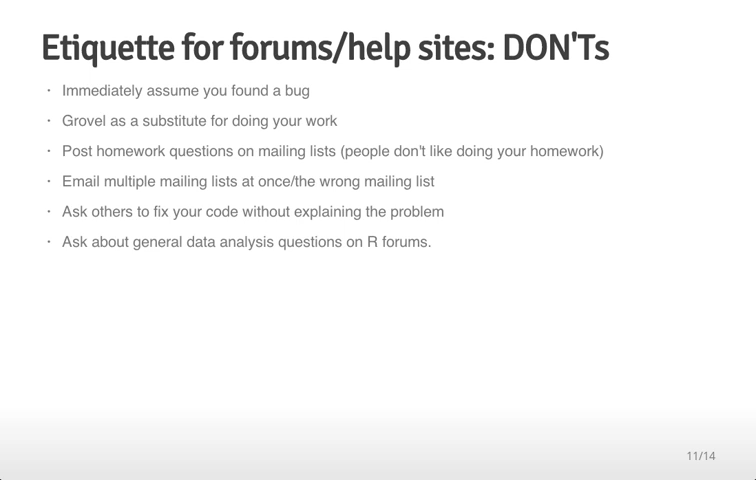 Etiquette for forums/help sites: DON'Ts
· Immediately assume you found a bug
· Grovel as a substitute for doing your work
· Post homework questions on mailing lists (people don't like doing your homework)
· Email multiple mailing lists at once/the wrong mailing list
· Ask others to fix your code without explaining the problem
· Ask about general data analysis questions on R forums.
11/14